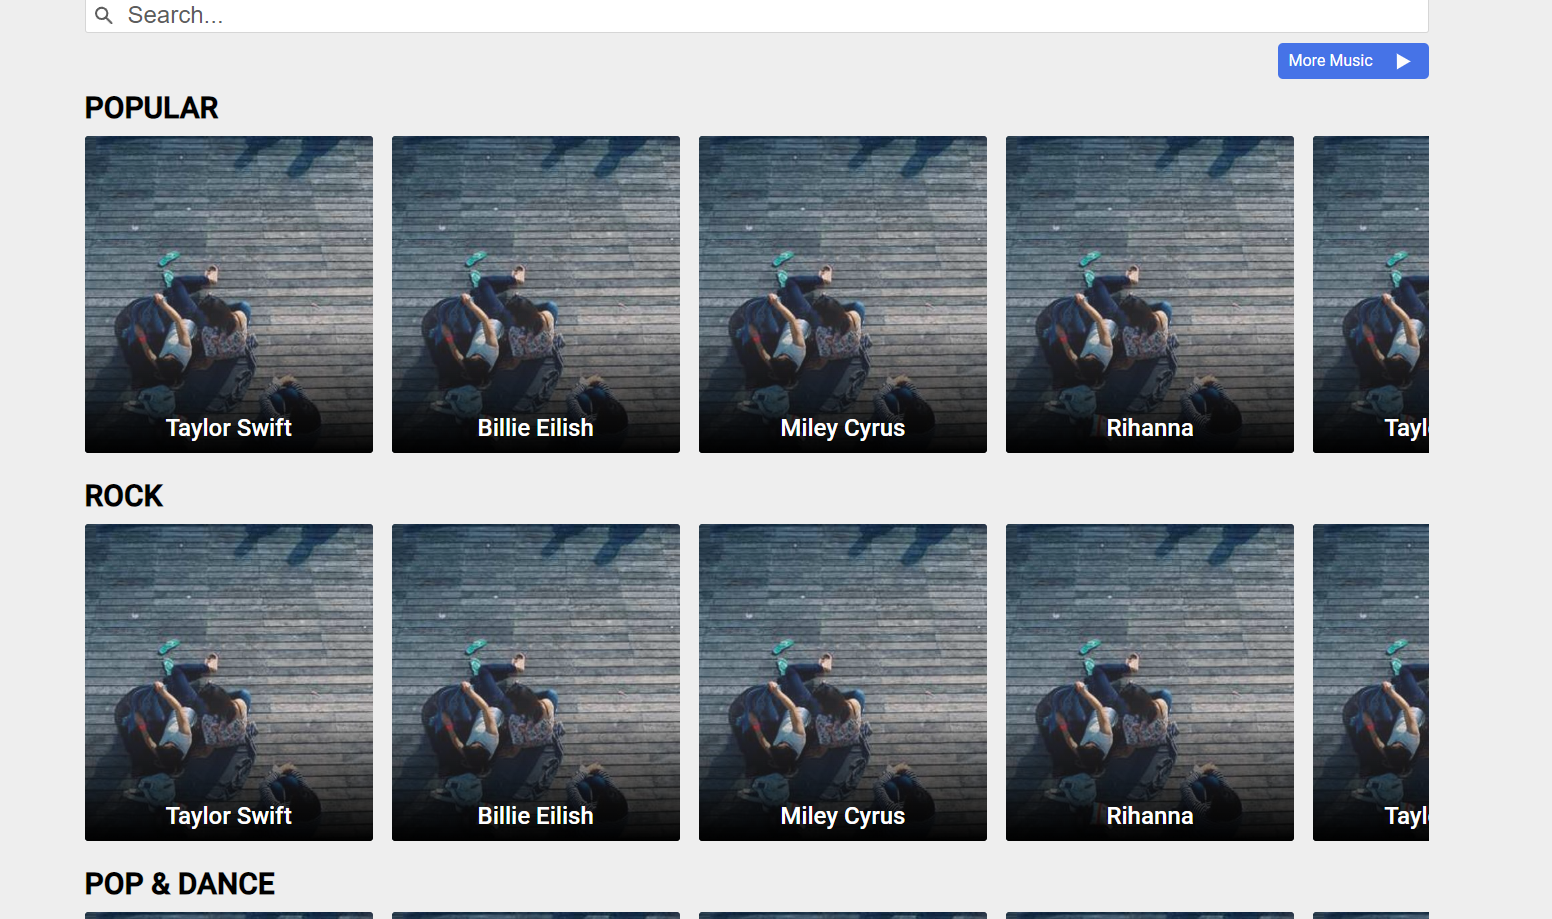 Search...
More Music
POPULAR
Taylor Swift
Billie Eilish
Miley Cyrus
Rihanna
Tayl
ROCK
Taylor Swift
Billie Eilish
Miley Cyrus
Rihanna
Tayl
POP & DANCE